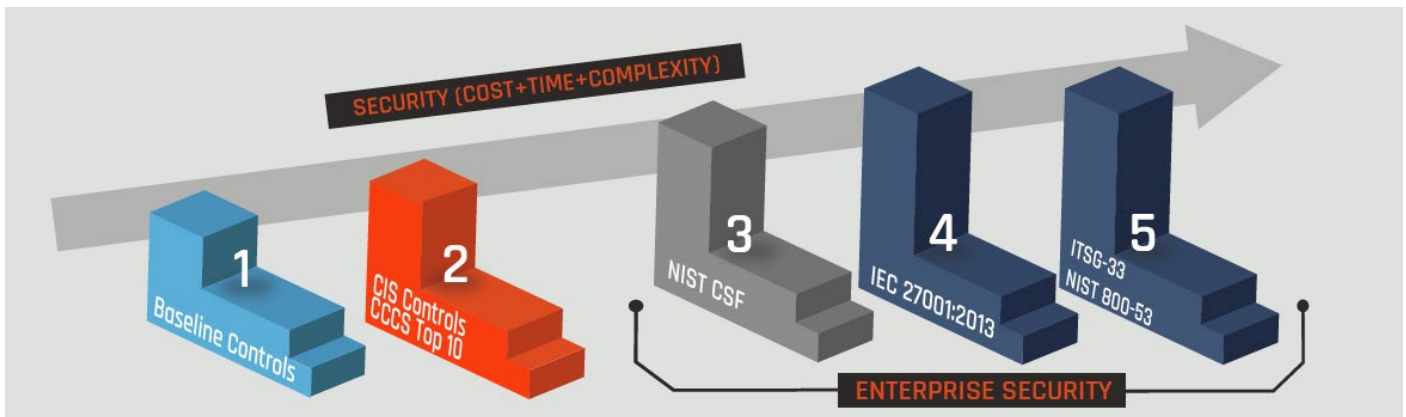 SECURITY (COST+TIME+COMPLEXITY)
1
Baseline Controls
2
CIS Controls
CCCS Top 10
3
NIST CSF
4
IEC 27001:2013
5
ITSG-33
NIST 800-53
ENTERPRISE SECURITY